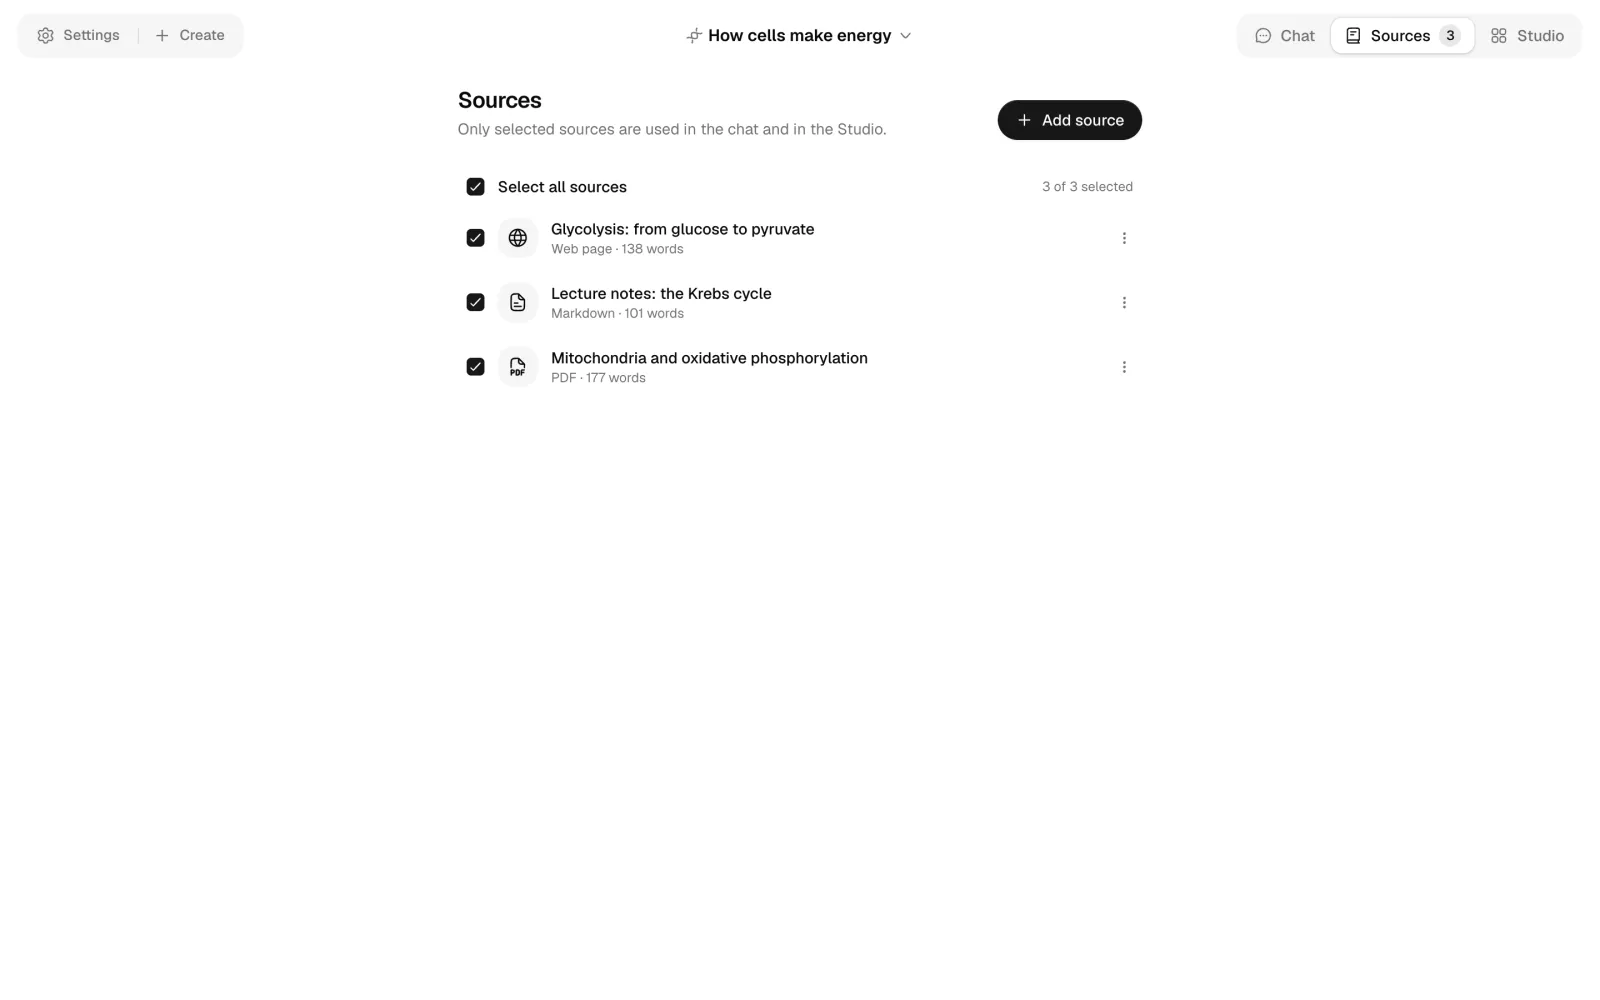 Settings
Create
How cells make energy
Chat
Sources 3
Studio
Sources
Only selected sources are used in the chat and in the Studio.
Add source
Select all sources
3 of 3 selected
Glycolysis: from glucose to pyruvate
Web page · 138 words
Lecture notes: the Krebs cycle
Markdown · 101 words
PDF
Mitochondria and oxidative phosphorylation
PDF · 177 words